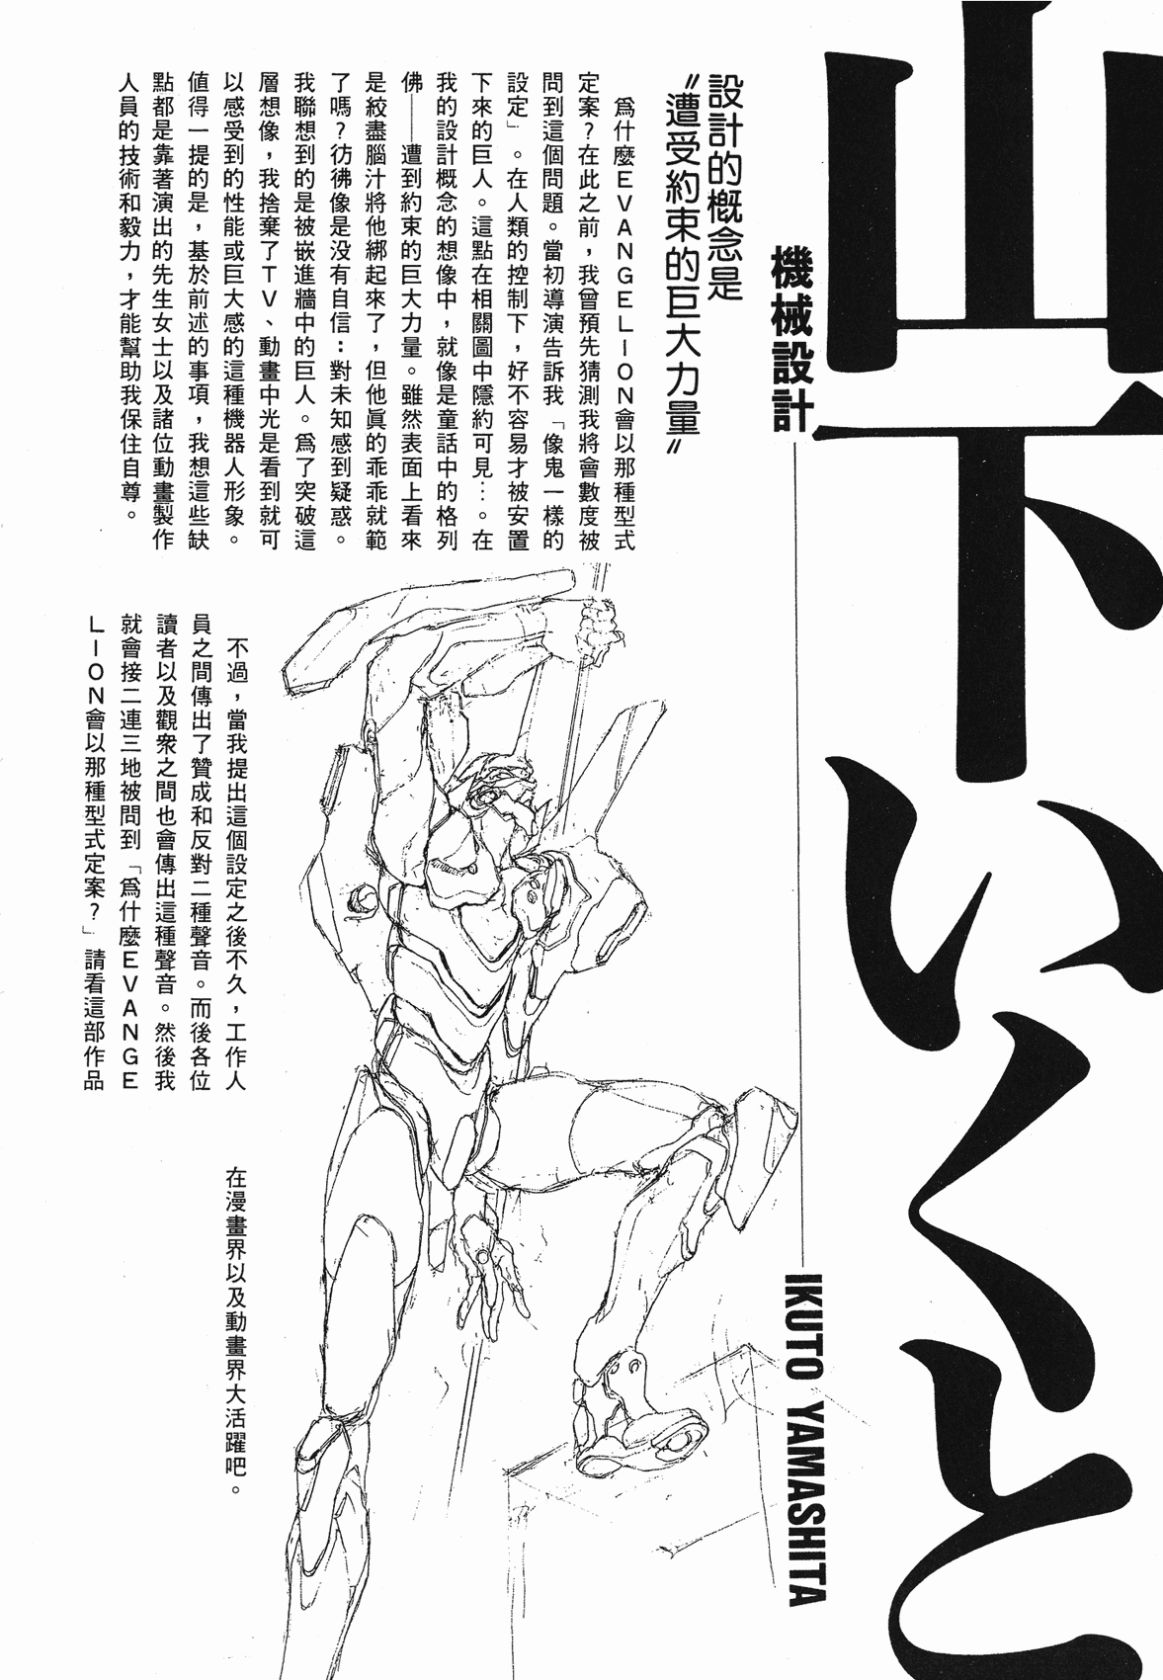 山下いくと
機械設計
IKUTO YAMASHITA
設計的概念是
〝遭受約束的巨大力量〞
爲什麼EVANGELION會以那種型式
定案?在此之前,我曾預先猜測我將會數度被
問到這個問題。當初導演告訴我「像鬼一樣的
設定」。在人類的控制下,好不容易才被安置
下來的巨人。這點在相關圖中隱約可見…。在
我的設計概念的想像中,就像是童話中的格列
佛——遭到約束的巨大力量。雖然表面上看來
是絞盡腦汁將他綁起來了,但他眞的乖乖就範
了嗎?彷彿像是没有自信:對未知感到疑惑。
我聯想到的是被嵌進牆中的巨人。爲了突破這
層想像,我捨棄了TV、動畫中光是看到就可
以感受到的性能或巨大感的這種機器人形象。
値得一提的是,基於前述的事項,我想這些缺
點都是靠著演出的先生女士以及諸位動畫製作
人員的技術和毅力,才能幫助我保住自尊。
不過,當我提出這個設定之後不久,工作人
員之間傳出了贊成和反對二種聲音。而後各位
讀者以及觀衆之間也會傳出這種聲音。然後我
就會接二連三地被問到「爲什麼EVANGE
LION會以那種型式定案?」請看這部作品
在漫畫界以及動畫界大活躍吧。